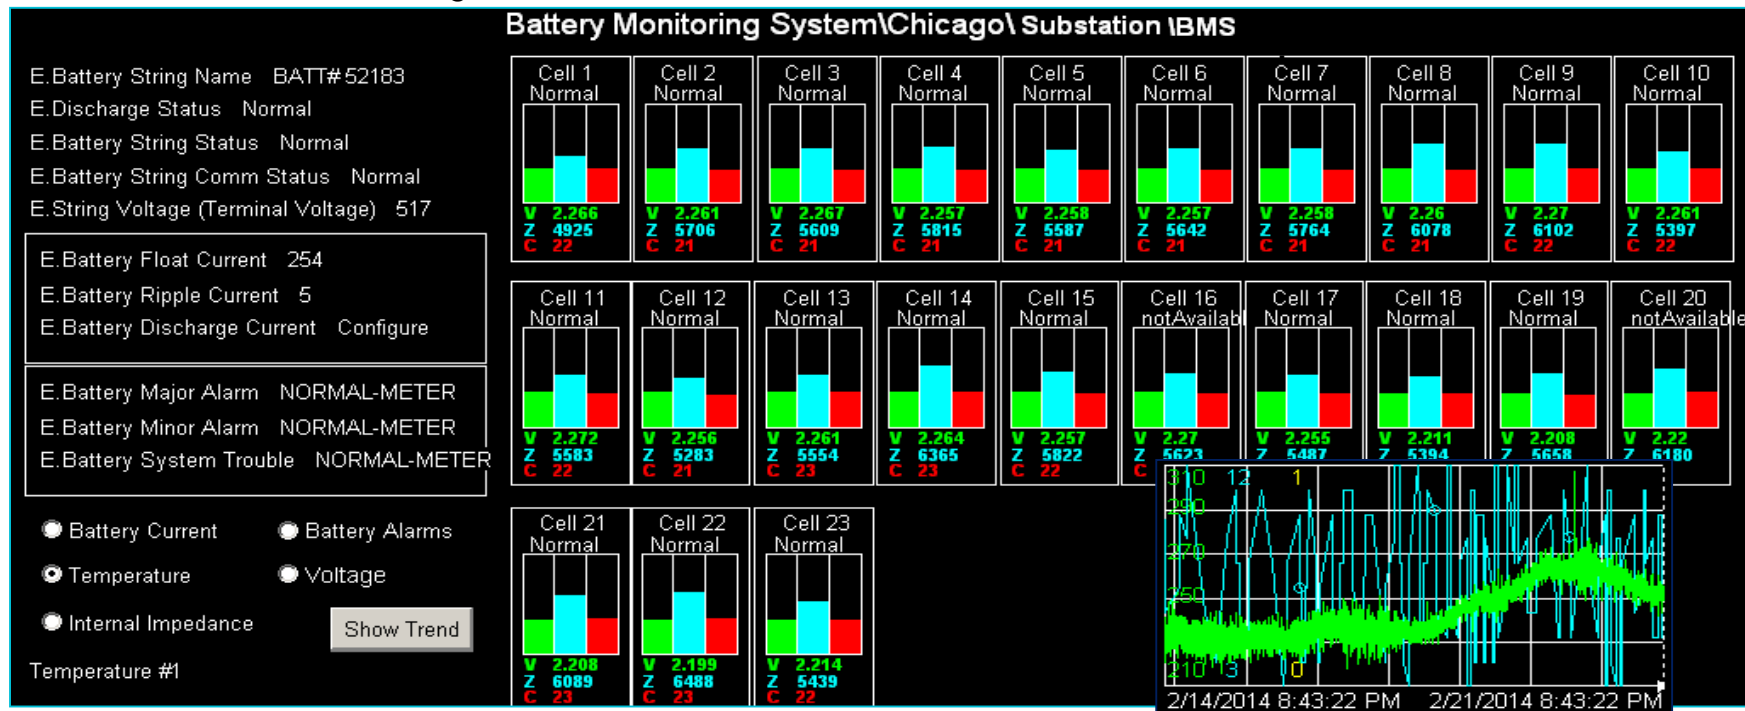 Battery Monitoring System\Chicago\ Substation \BMS
E.Battery String Name BATT#52183
E.Discharge Status Normal
E.Battery String Status Normal
E.Battery String Comm Status Normal
E.String Voltage (Terminal Voltage) 517
E.Battery Float Current 254
E.Battery Ripple Current 5
E.Battery Discharge Current Configure
E.Battery Major Alarm NORMAL-METER
E.Battery Minor Alarm NORMAL-METER
E.Battery System Trouble NORMAL-METER
Battery Current Battery Alarms
Temperature Voltage
Internal Impedance Show Trend
Temperature #1
Cell 1
Normal
V 2.266
Z 4925
C 22
Cell 2
Normal
V 2.261
Z 5706
C 21
Cell 3
Normal
V 2.267
Z 5609
C 21
Cell 4
Normal
V 2.257
Z 5815
C 21
Cell 5
Normal
V 2.258
Z 5587
C 21
Cell 6
Normal
V 2.257
Z 5642
C 21
Cell 7
Normal
V 2.258
Z 5764
C 21
Cell 8
Normal
V 2.26
Z 6078
C 21
Cell 9
Normal
V 2.27
Z 6102
C 22
Cell 10
Normal
V 2.261
Z 5397
C 22
Cell 11
Normal
V 2.272
Z 5583
C 22
Cell 12
Normal
V 2.256
Z 5283
C 21
Cell 13
Normal
V 2.261
Z 5554
C 23
Cell 14
Normal
V 2.264
Z 6365
C 23
Cell 15
Normal
V 2.257
Z 5822
C 22
Cell 16
notAvailabl
V 2.27
Z 5623
C
Cell 17
Normal
V 2.255
Z 5487
Cell 18
Normal
V 2.211
Z 5394
Cell 19
Normal
V 2.208
Z 5658
Cell 20
notAvailable
V 2.22
Z 6180
Cell 21
Normal
V 2.208
Z 6089
C 23
Cell 22
Normal
V 2.199
Z 6488
C 23
Cell 23
Normal
V 2.214
Z 5439
C 22
310 12 1
290
270
250
210 13 0
2/14/2014 8:43:22 PM 2/21/2014 8:43:22 PM